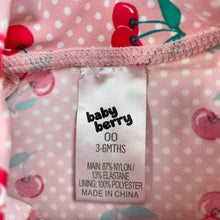 baby
berry
00
3-6MTHS
MAIN: 87% NYLON /
13% ELASTANE
LINING: 100% POLYESTER
MADE IN CHINA